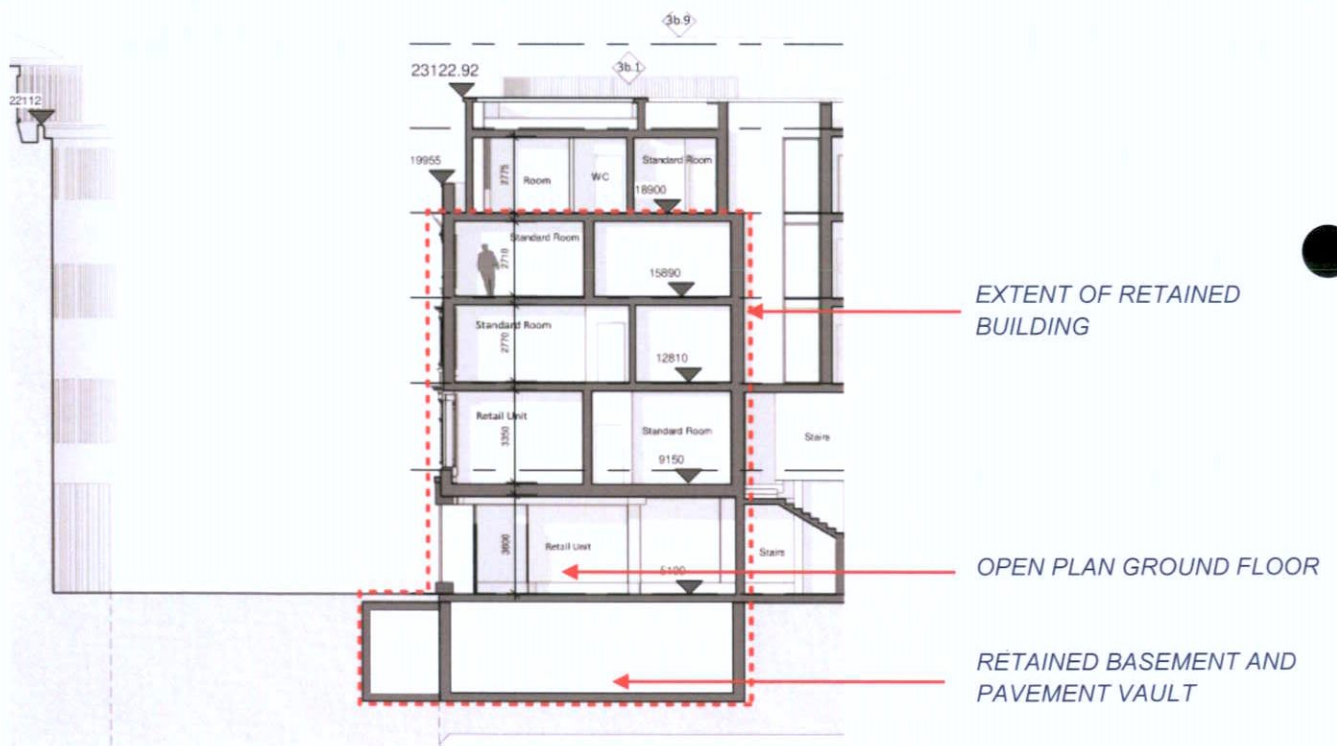 3b.9
23122.92
3b.1
22112
19955
2775
Room
WC
Standard Room
18900
Standard Room
2710
15890
EXTENT OF RETAINED
BUILDING
Standard Room
2770
12810
Retail Unit
3350
Standard Room
9150
Stairs
3600
Retail Unit
Stairs
5100
OPEN PLAN GROUND FLOOR
RETAINED BASEMENT AND
PAVEMENT VAULT